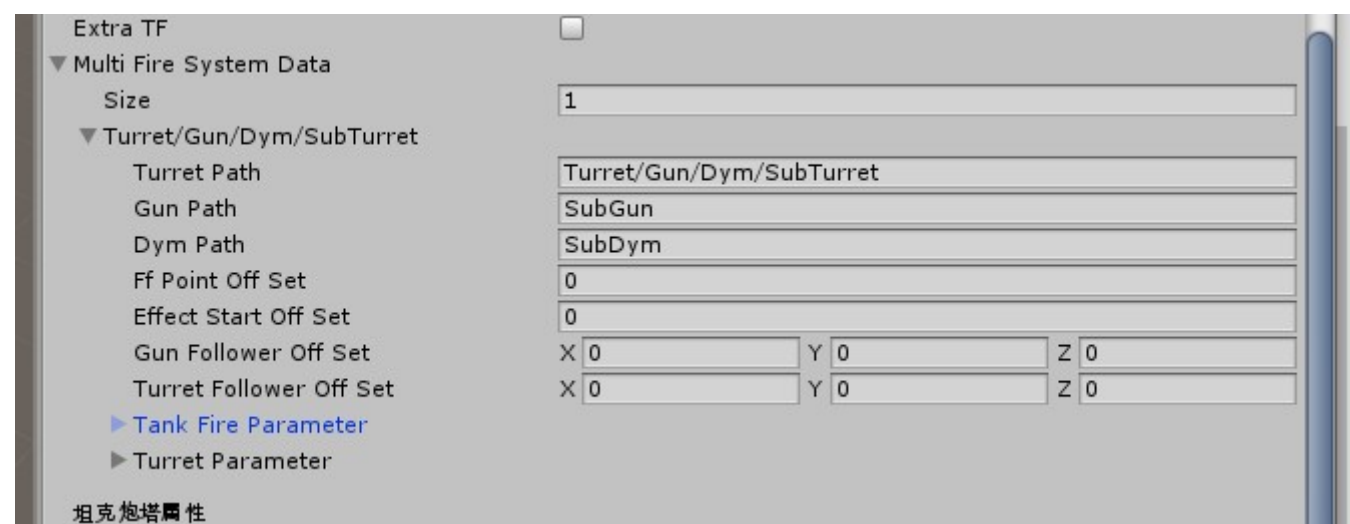 Extra TF
Multi Fire System Data
Size 1
Turret/Gun/Dym/SubTurret
Turret Path Turret/Gun/Dym/SubTurret
Gun Path SubGun
Dym Path SubDym
Ff Point Off Set 0
Effect Start Off Set 0
Gun Follower Off Set X 0 Y 0 Z 0
Turret Follower Off Set X 0 Y 0 Z 0
Tank Fire Parameter
Turret Parameter
坦克炮塔属性